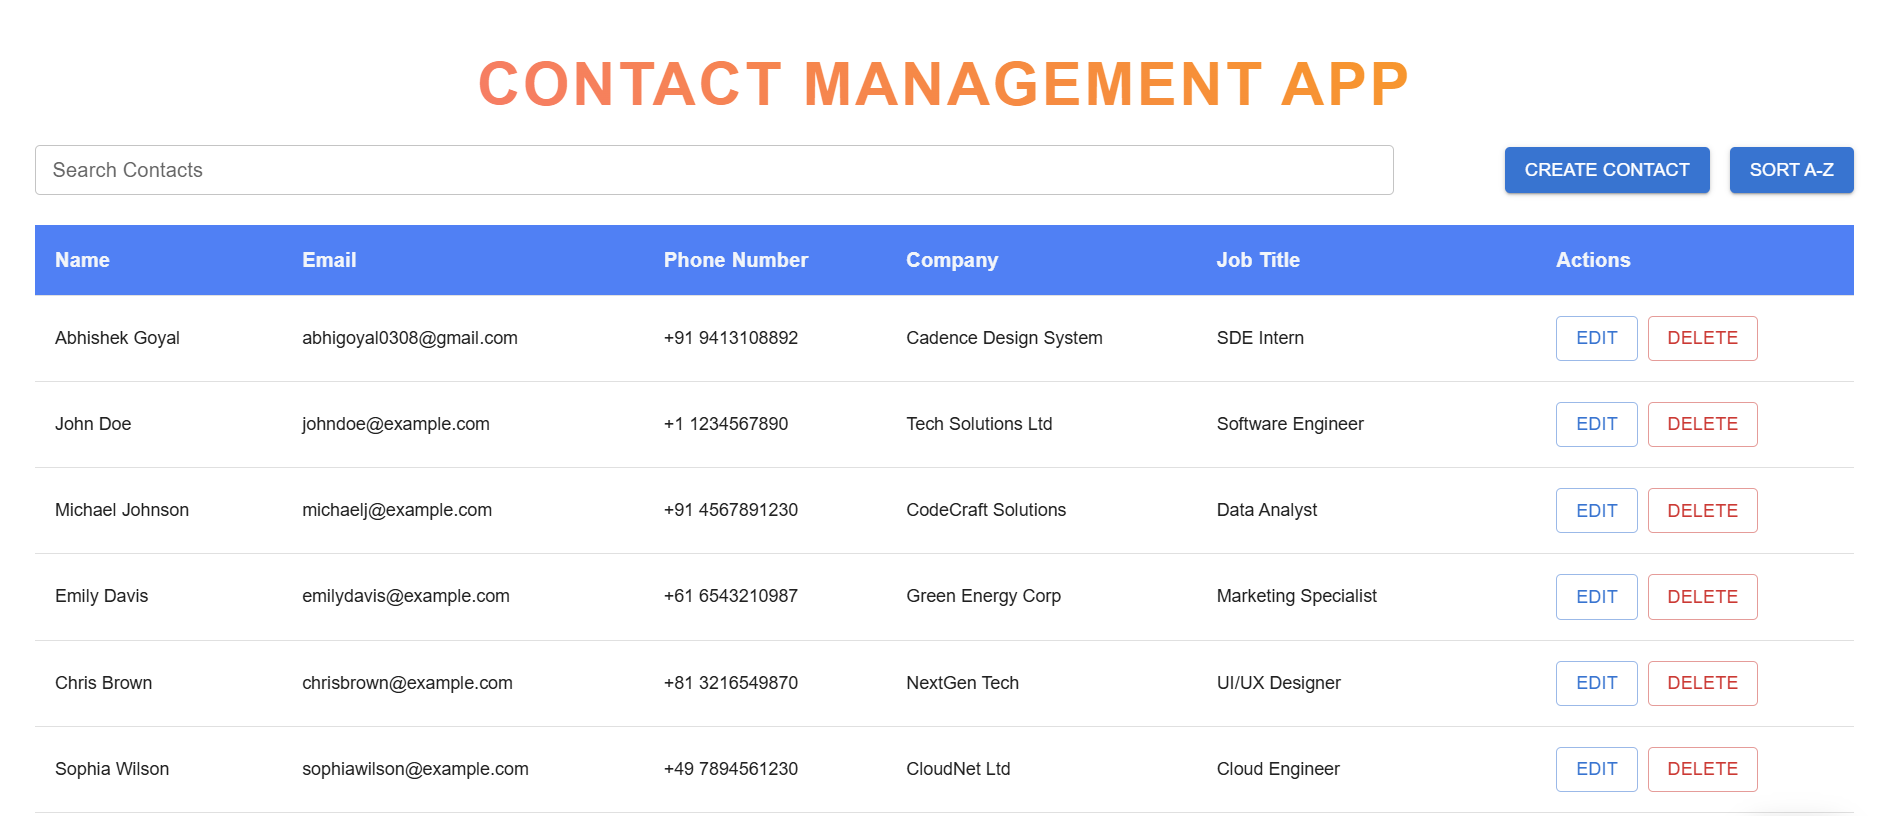 CONTACT MANAGEMENT APP
Search Contacts CREATE CONTACT SORT A-Z
Name Email Phone Number Company Job Title Actions
Abhishek Goyal abhigoyal0308@gmail.com +91 9413108892 Cadence Design System SDE Intern EDIT DELETE
John Doe johndoe@example.com +1 1234567890 Tech Solutions Ltd Software Engineer EDIT DELETE
Michael Johnson michaelj@example.com +91 4567891230 CodeCraft Solutions Data Analyst EDIT DELETE
Emily Davis emilydavis@example.com +61 6543210987 Green Energy Corp Marketing Specialist EDIT DELETE
Chris Brown chrisbrown@example.com +81 3216549870 NextGen Tech UI/UX Designer EDIT DELETE
Sophia Wilson sophiawilson@example.com +49 7894561230 CloudNet Ltd Cloud Engineer EDIT DELETE